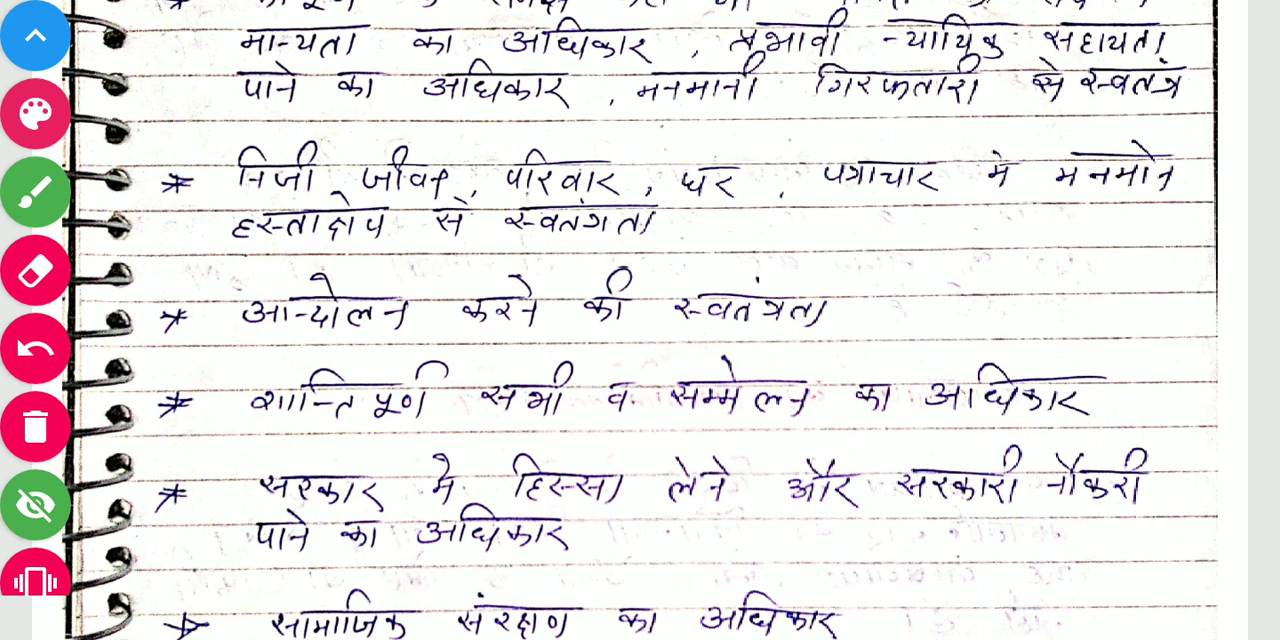 मान्यता का अधिकार, प्रभावी न्यायिक सहायता
पाने का अधिकार, मनमानी गिरफतारी से स्वतंत्र
* निजी जीवन, परिवार, घर, पत्राचार मे मनमाने
हस्ताक्षेप से स्वतंत्रता
* आन्दोलन करने की स्वतंत्रता
* शान्तिपूर्ण सभी व सम्मेलन का अधिकार
* सरकार मे हिस्सा लेने और सरकारी नौकरी
पाने का अधिकार
* सामाजिक संरक्षण का अधिकार